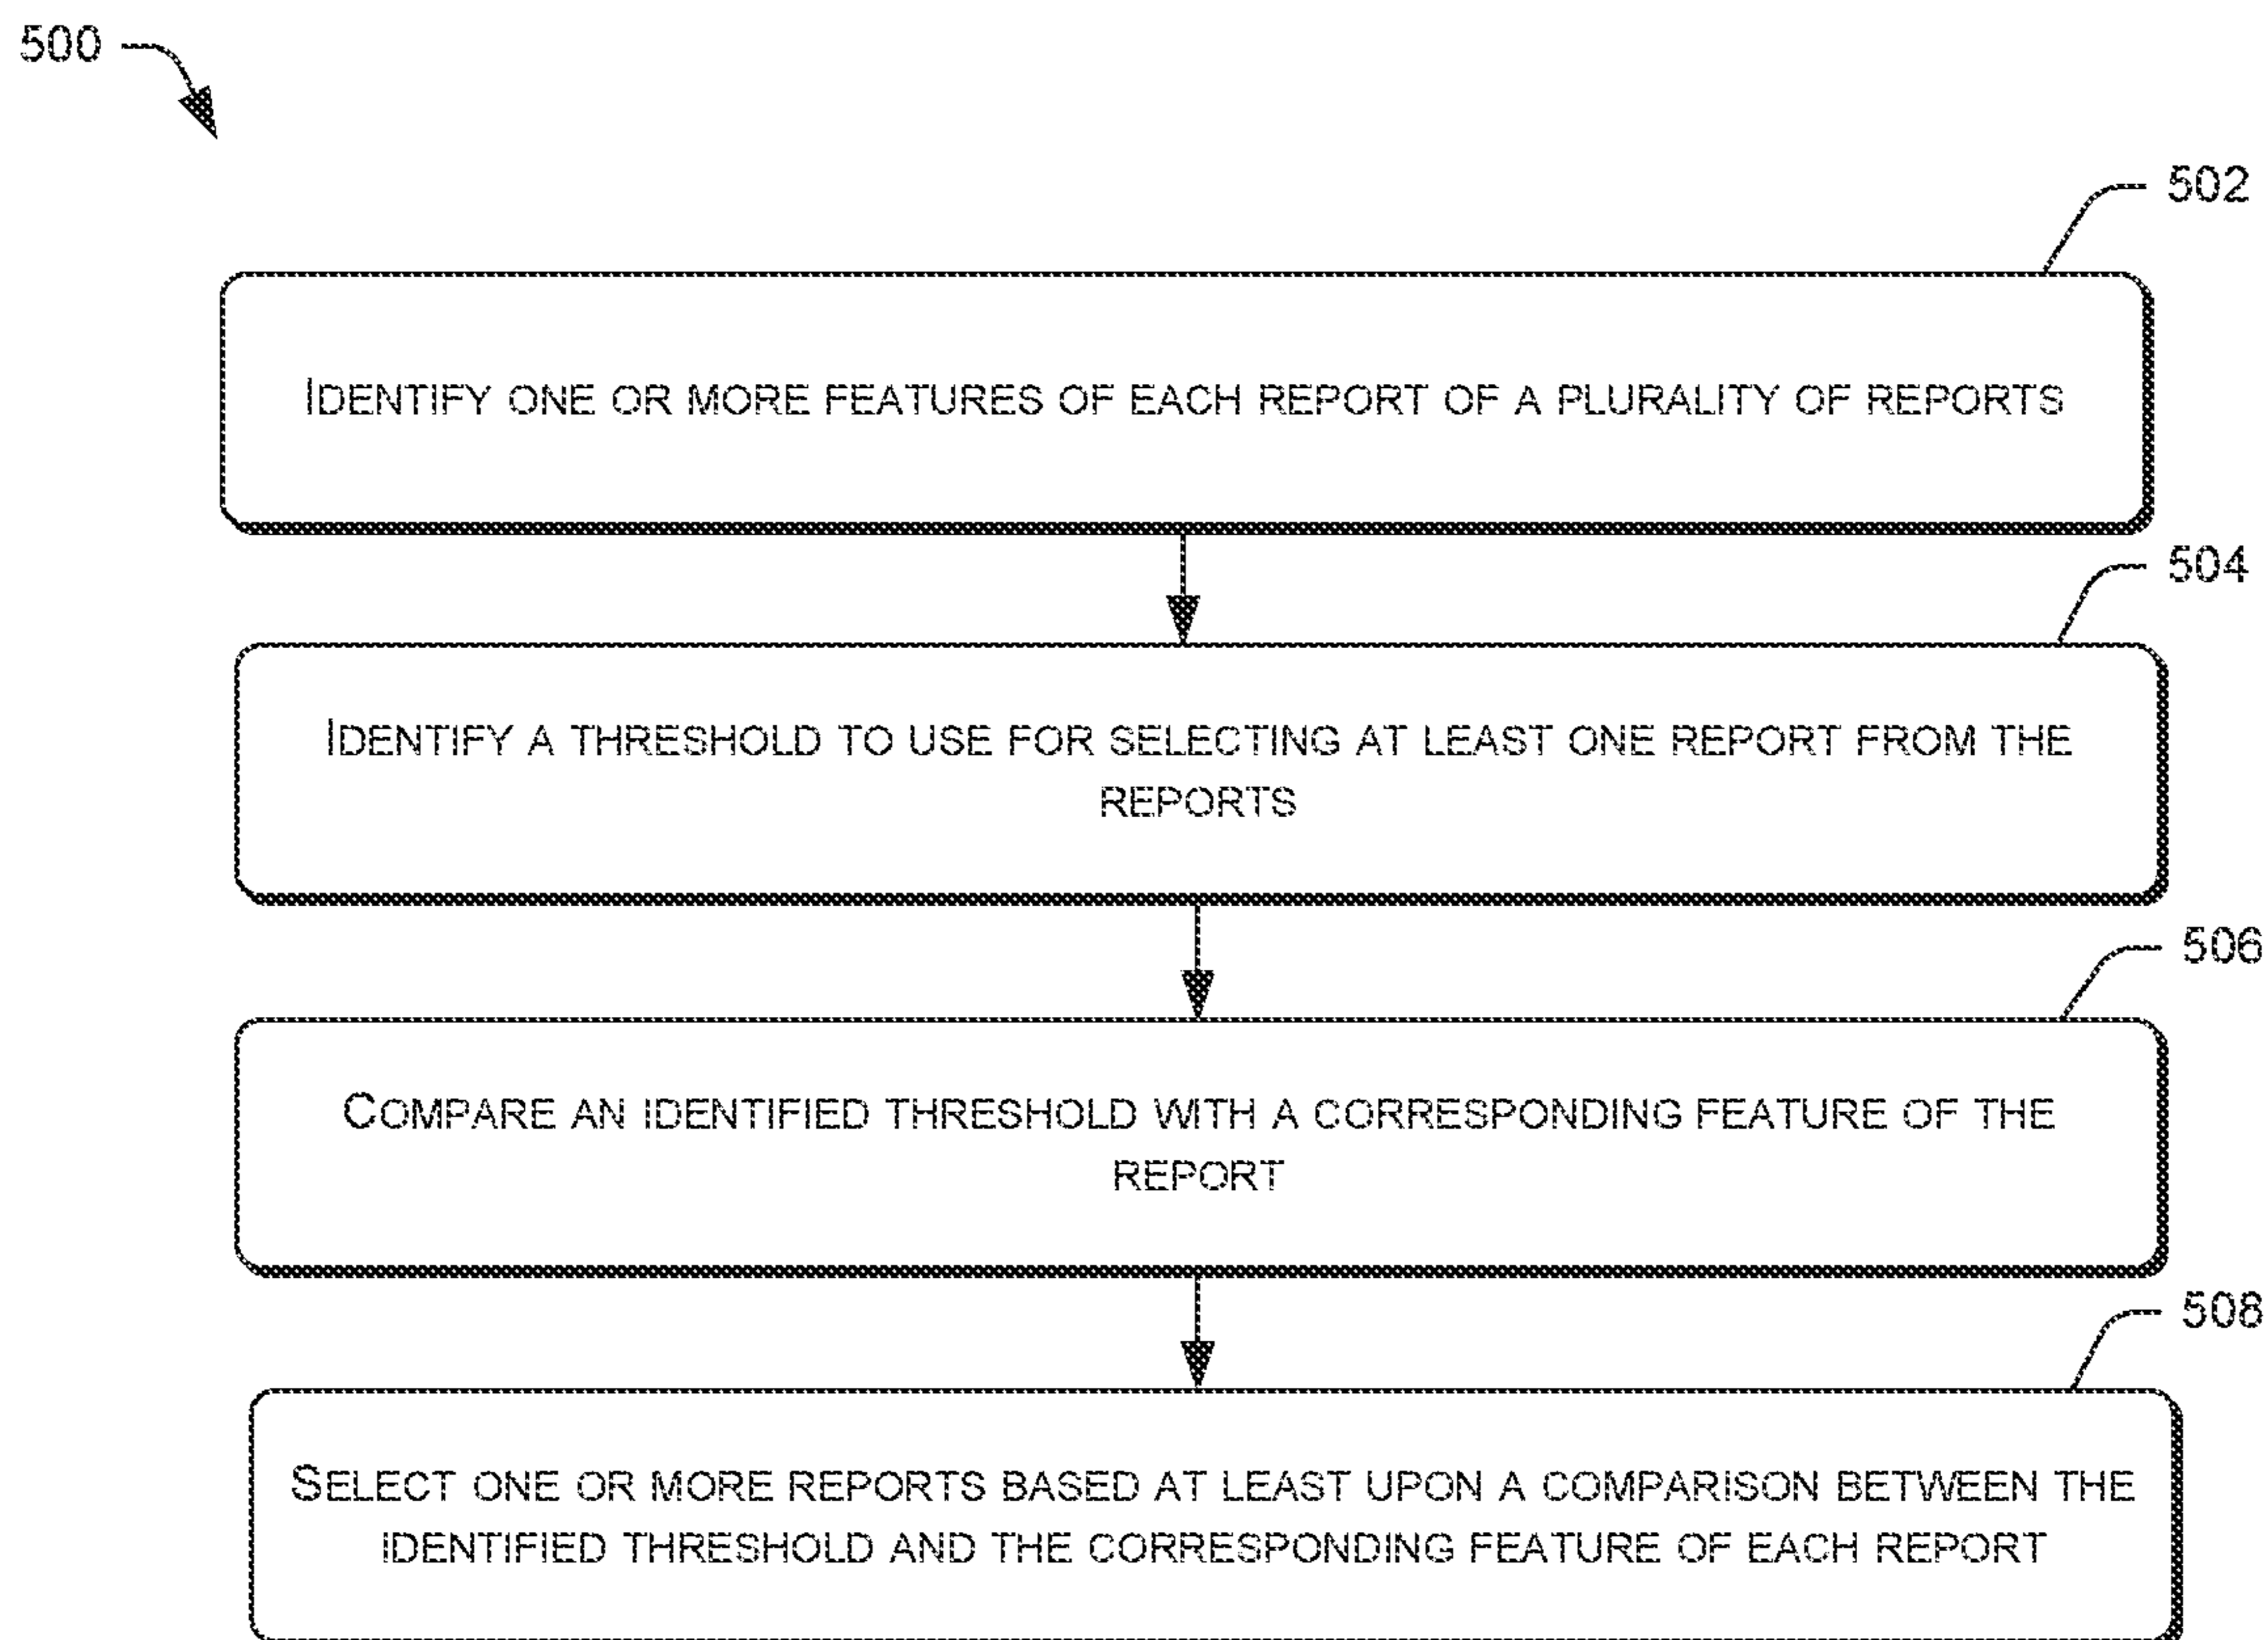 500
502
IDENTIFY ONE OR MORE FEATURES OF EACH REPORT OF A PLURALITY OF REPORTS
504
IDENTIFY A THRESHOLD TO USE FOR SELECTING AT LEAST ONE REPORT FROM THE
REPORTS
506
COMPARE AN IDENTIFIED THRESHOLD WITH A CORRESPONDING FEATURE OF THE
REPORT
508
SELECT ONE OR MORE REPORTS BASED AT LEAST UPON A COMPARISON BETWEEN THE
IDENTIFIED THRESHOLD AND THE CORRESPONDING FEATURE OF EACH REPORT